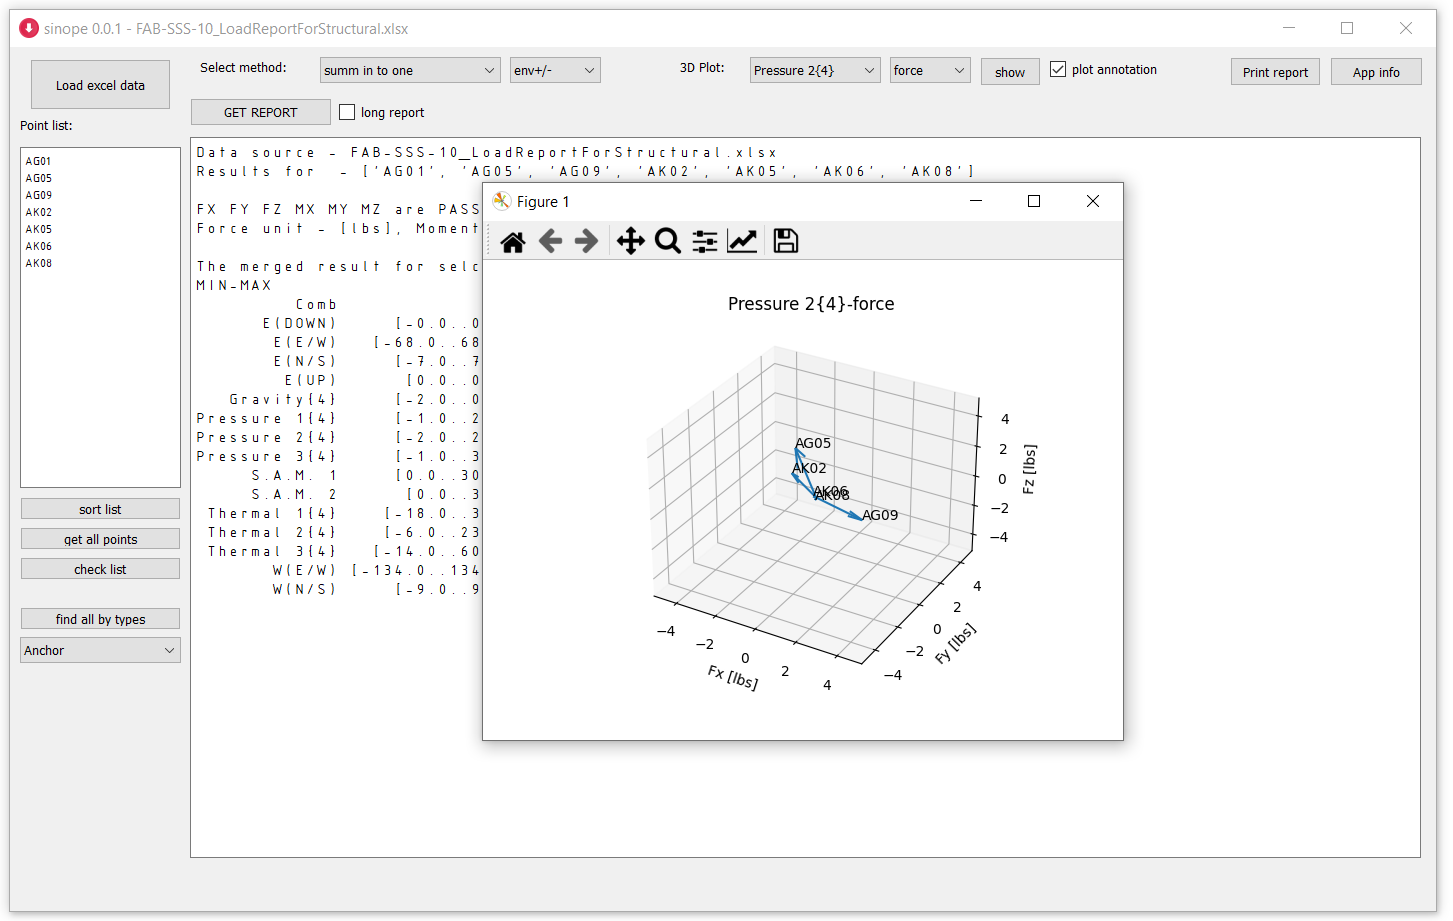 sinope 0.0.1 - FAB-SSS-10_LoadReportForStructural.xlsx
Load excel data
Select method:
summ in to one
env+/-
3D Plot:
Pressure 2{4}
force
show
plot annotation
Print report
App info
GET REPORT
long report
Point list:
AG01
AG05
AG09
AK02
AK05
AK06
AK08
sort list
get all points
check list
find all by types
Anchor
Data source - FAB-SSS-10_LoadReportForStructural.xlsx
Results for - ['AG01', 'AG05', 'AG09', 'AK02', 'AK05', 'AK06', 'AK08']
FX FY FZ MX MY MZ are PASS
Force unit - [lbs], Moment
The merged result for selc
MIN-MAX
Comb
E(DOWN) [-0.0..0
E(E/W) [-68.0..68
E(N/S) [-7.0..7
E(UP) [0.0..0
Gravity{4} [-2.0..0
Pressure 1{4} [-1.0..2
Pressure 2{4} [-2.0..2
Pressure 3{4} [-1.0..3
S.A.M. 1 [0.0..30
S.A.M. 2 [0.0..3
Thermal 1{4} [-18.0..3
Thermal 2{4} [-6.0..23
Thermal 3{4} [-14.0..60
W(E/W) [-134.0..134
W(N/S) [-9.0..9
Figure 1
Pressure 2{4}-force
AG05
AK02
AK06
AK08
AG09
4
2
0
−2
−4
Fz [lbs]
4
2
0
−2
−4
Fy [lbs]
−4
−2
0
2
4
Fx [lbs]